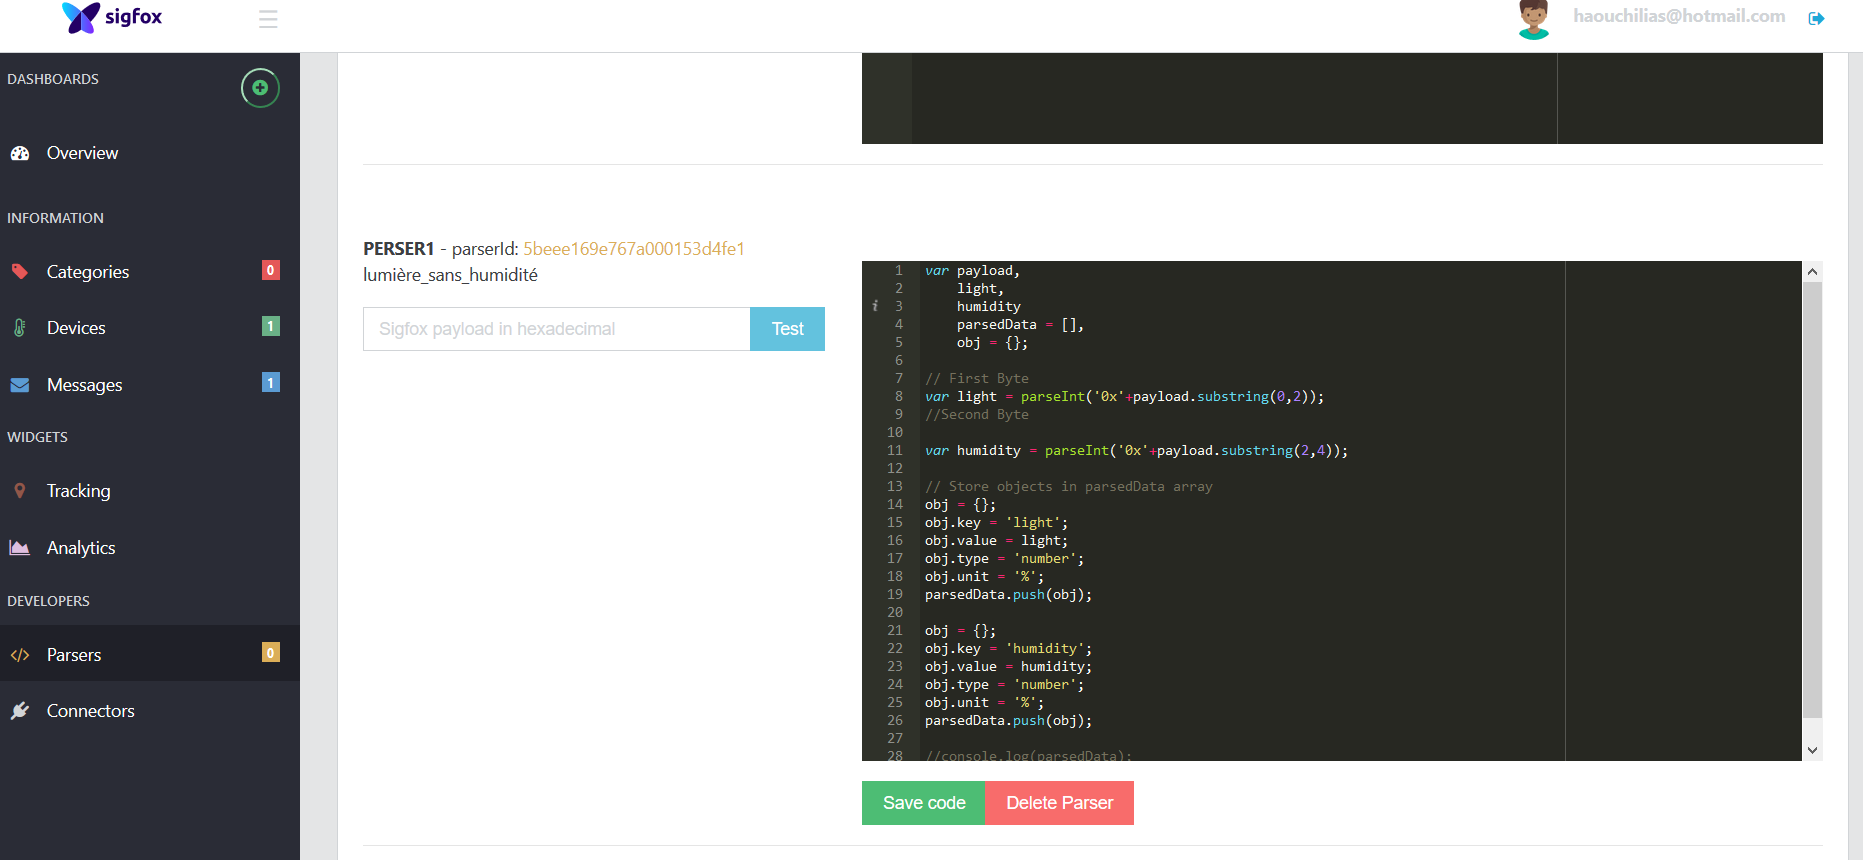 sigfox
haouchilias@hotmail.com
DASHBOARDS
Overview
INFORMATION
Categories 0
Devices 1
Messages 1
WIDGETS
Tracking
Analytics
DEVELOPERS
Parsers 0
Connectors
PERSER1 - parserId: 5beee169e767a000153d4fe1
lumière_sans_humidité
Sigfox payload in hexadecimal Test
1 var payload,
2     light,
i 3     humidity
4     parsedData = [],
5     obj = {};
6
7 // First Byte
8 var light = parseInt('0x'+payload.substring(0,2));
9 //Second Byte
10
11 var humidity = parseInt('0x'+payload.substring(2,4));
12
13 // Store objects in parsedData array
14 obj = {};
15 obj.key = 'light';
16 obj.value = light;
17 obj.type = 'number';
18 obj.unit = '%';
19 parsedData.push(obj);
20
21 obj = {};
22 obj.key = 'humidity';
23 obj.value = humidity;
24 obj.type = 'number';
25 obj.unit = '%';
26 parsedData.push(obj);
27
28 //console.log(parsedData);
Save code Delete Parser